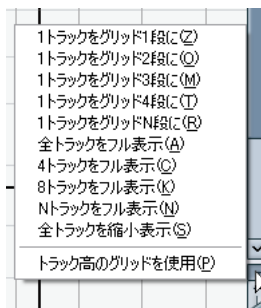 1トラックをグリッド1段に(Z)
1トラックをグリッド2段に(O)
1トラックをグリッド3段に(M)
1トラックをグリッド4段に(T)
1トラックをグリッドN段に(R)
全トラックをフル表示(A)
4トラックをフル表示(C)
8トラックをフル表示(K)
Nトラックをフル表示(N)
全トラックを縮小表示(S)
トラック高のグリッドを使用(P)